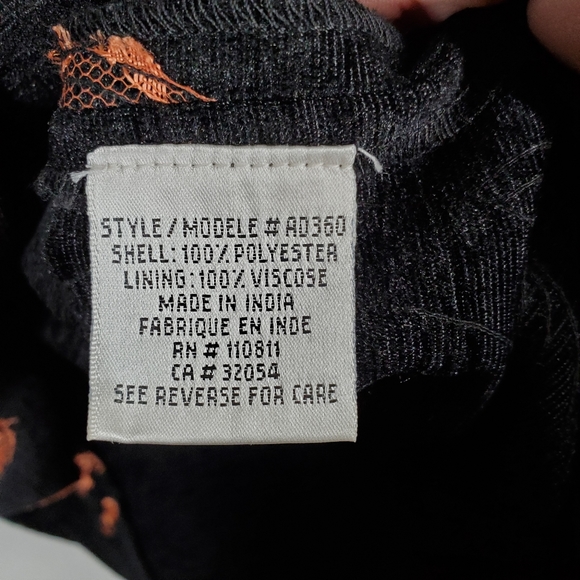 STYLE / MODELE # AD360
SHELL: 100% POLYESTER
LINING: 100% VISCOSE
MADE IN INDIA
FABRIQUE EN INDE
RN # 110811
CA # 32054
SEE REVERSE FOR CARE